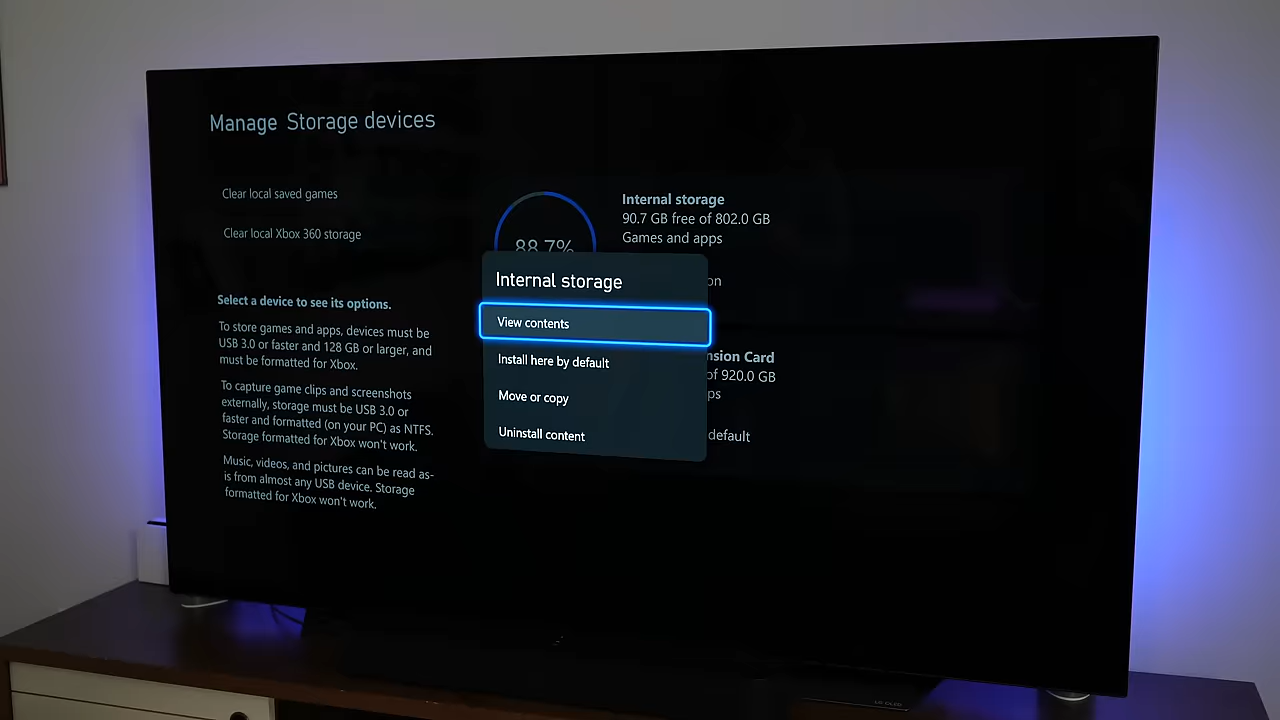 Manage Storage devices
Clear local saved games
Clear local Xbox 360 storage
Select a device to see its options.
To store games and apps, devices must be
USB 3.0 or faster and 128 GB or larger, and
must be formatted for Xbox.
To capture game clips and screenshots
externally, storage must be USB 3.0 or
faster and formatted (on your PC) as NTFS.
Storage formatted for Xbox won't work.
Music, videos, and pictures can be read as-
is from almost any USB device. Storage
formatted for Xbox won't work.
88.7%
Internal storage
90.7 GB free of 802.0 GB
Games and apps
on
Internal storage
View contents
Install here by default
Move or copy
Uninstall content
nsion Card
of 920.0 GB
ps
default
LG OLED